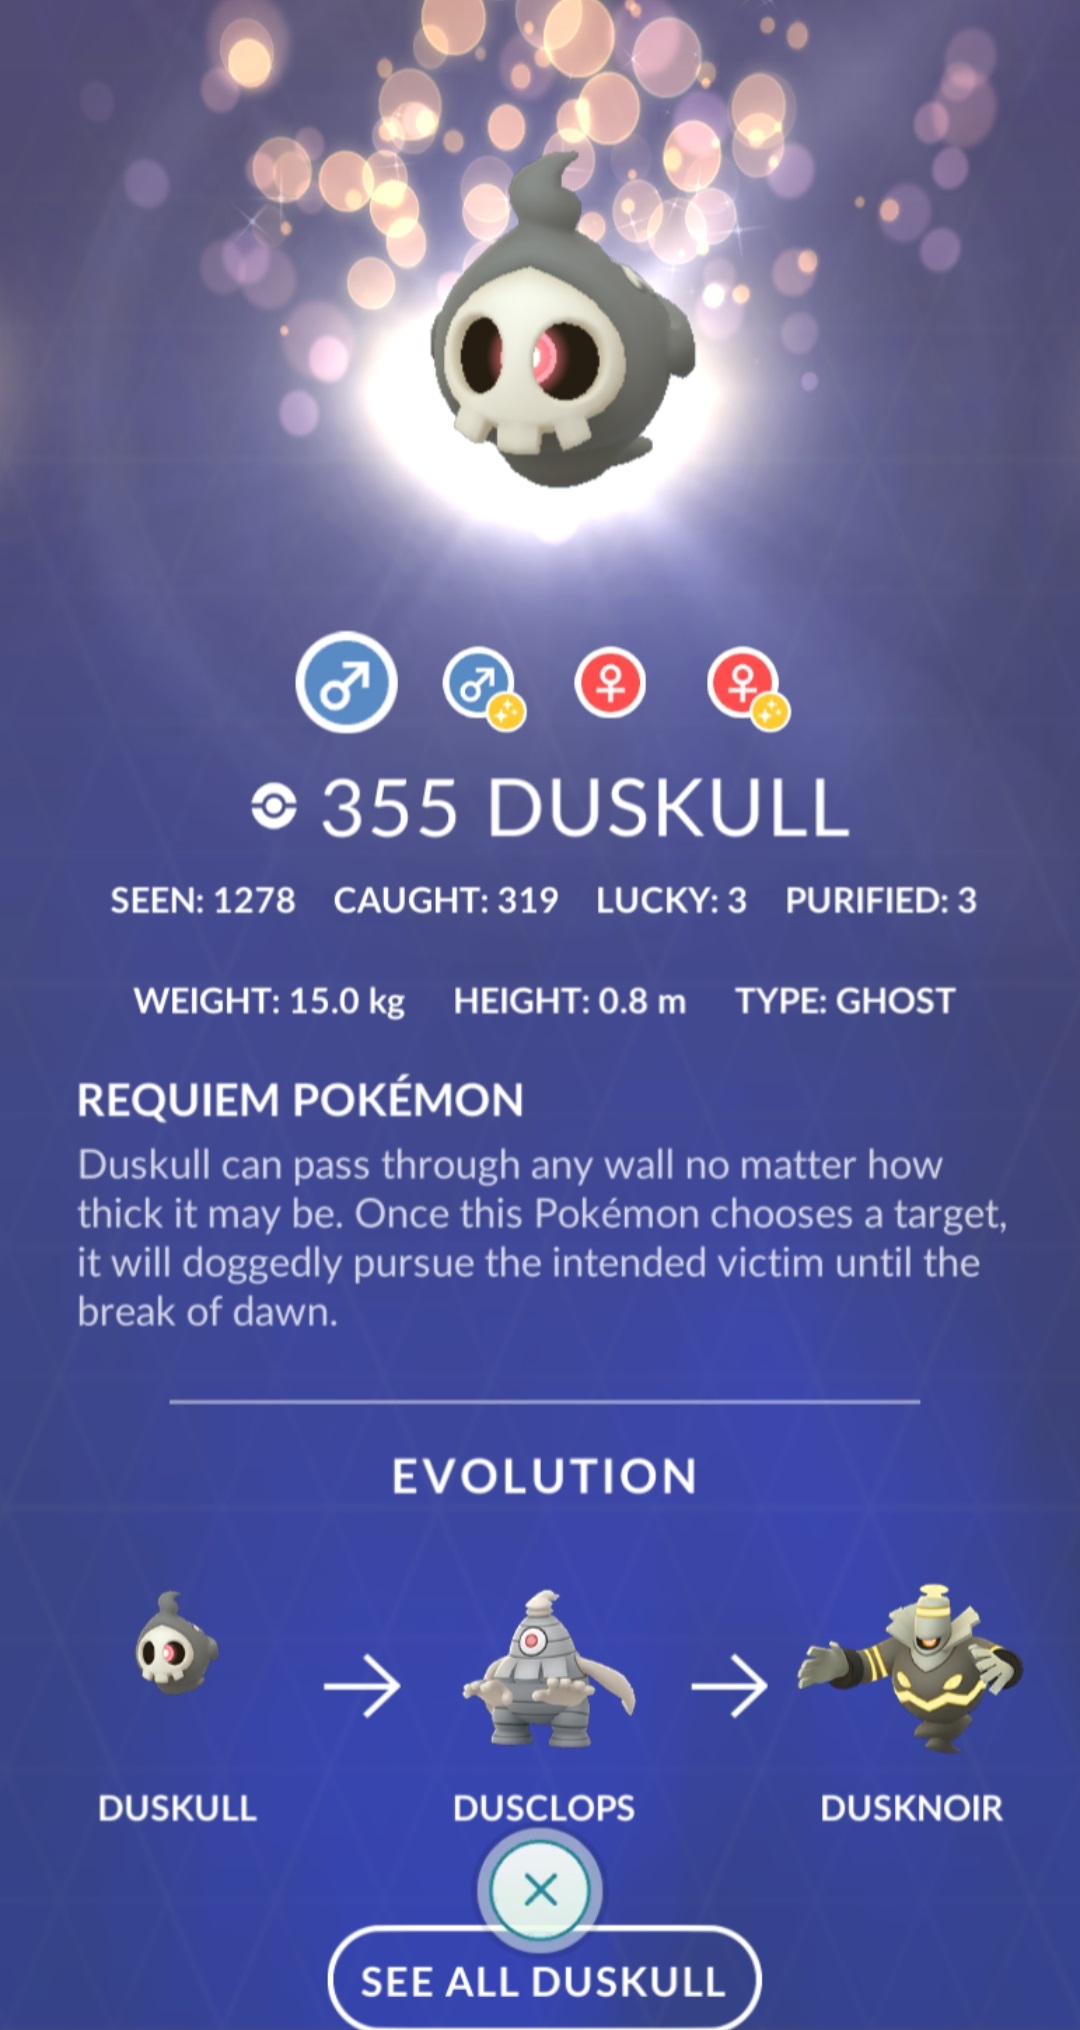 355 DUSKULL
SEEN: 1278 CAUGHT: 319 LUCKY: 3 PURIFIED: 3
WEIGHT: 15.0 kg HEIGHT: 0.8 m TYPE: GHOST
REQUIEM POKÉMON
Duskull can pass through any wall no matter how
thick it may be. Once this Pokémon chooses a target,
it will doggedly pursue the intended victim until the
break of dawn.
EVOLUTION
DUSKULL DUSCLOPS DUSKNOIR
SEE ALL DUSKULL